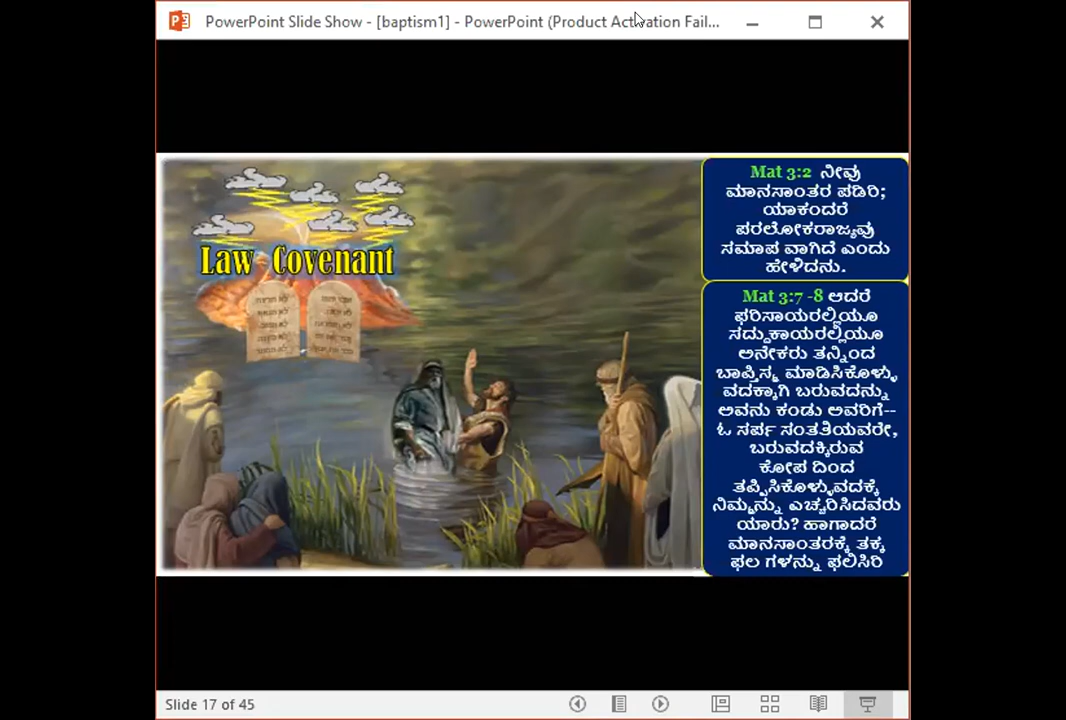 PowerPoint Slide Show - [baptism1] - PowerPoint (Product Activation Fail...
Law Covenant
Mat 3:2 ನೀವು
ಮಾನಸಾಂತರ ಪಡಿರಿ;
ಯಾಕಂದರೆ
ಪರಲೋಕರಾಜ್ಯವು
ಸಮಾಪ ವಾಗಿದೆ ಎಂದು
ಹೇಳಿದನು.
Mat 3:7 -8 ಆದರೆ
ಫರಿಸಾಯರಲ್ಲಿಯೂ
ಸದ್ದುಕಾಯರಲ್ಲಿಯೂ
ಅನೇಕರು ತನ್ನಿಂದ
ಬಾಪ್ತಿಸ್ಮ ಮಾಡಿಸಿಕೊಳ್ಳು
ವದಕ್ಕಾಗಿ ಬರುವದನ್ನು
ಅವನು ಕಂಡು ಅವರಿಗೆ--
ಓ ಸರ್ಪ ಸಂತತಿಯವರೇ,
ಬರುವದಕ್ಕಿರುವ
ಕೋಪ ದಿಂದ
ತಪ್ಪಿಸಿಕೊಳ್ಳುವದಕ್ಕೆ
ನಿಮ್ಮನ್ನು ಎಚ್ಚರಿಸಿದವರು
ಯಾರು? ಹಾಗಾದರೆ
ಮಾನಸಾಂತರಕ್ಕೆ ತಕ್ಕ
ಫಲ ಗಳನ್ನು ಫಲಿಸಿರಿ
Slide 17 of 45